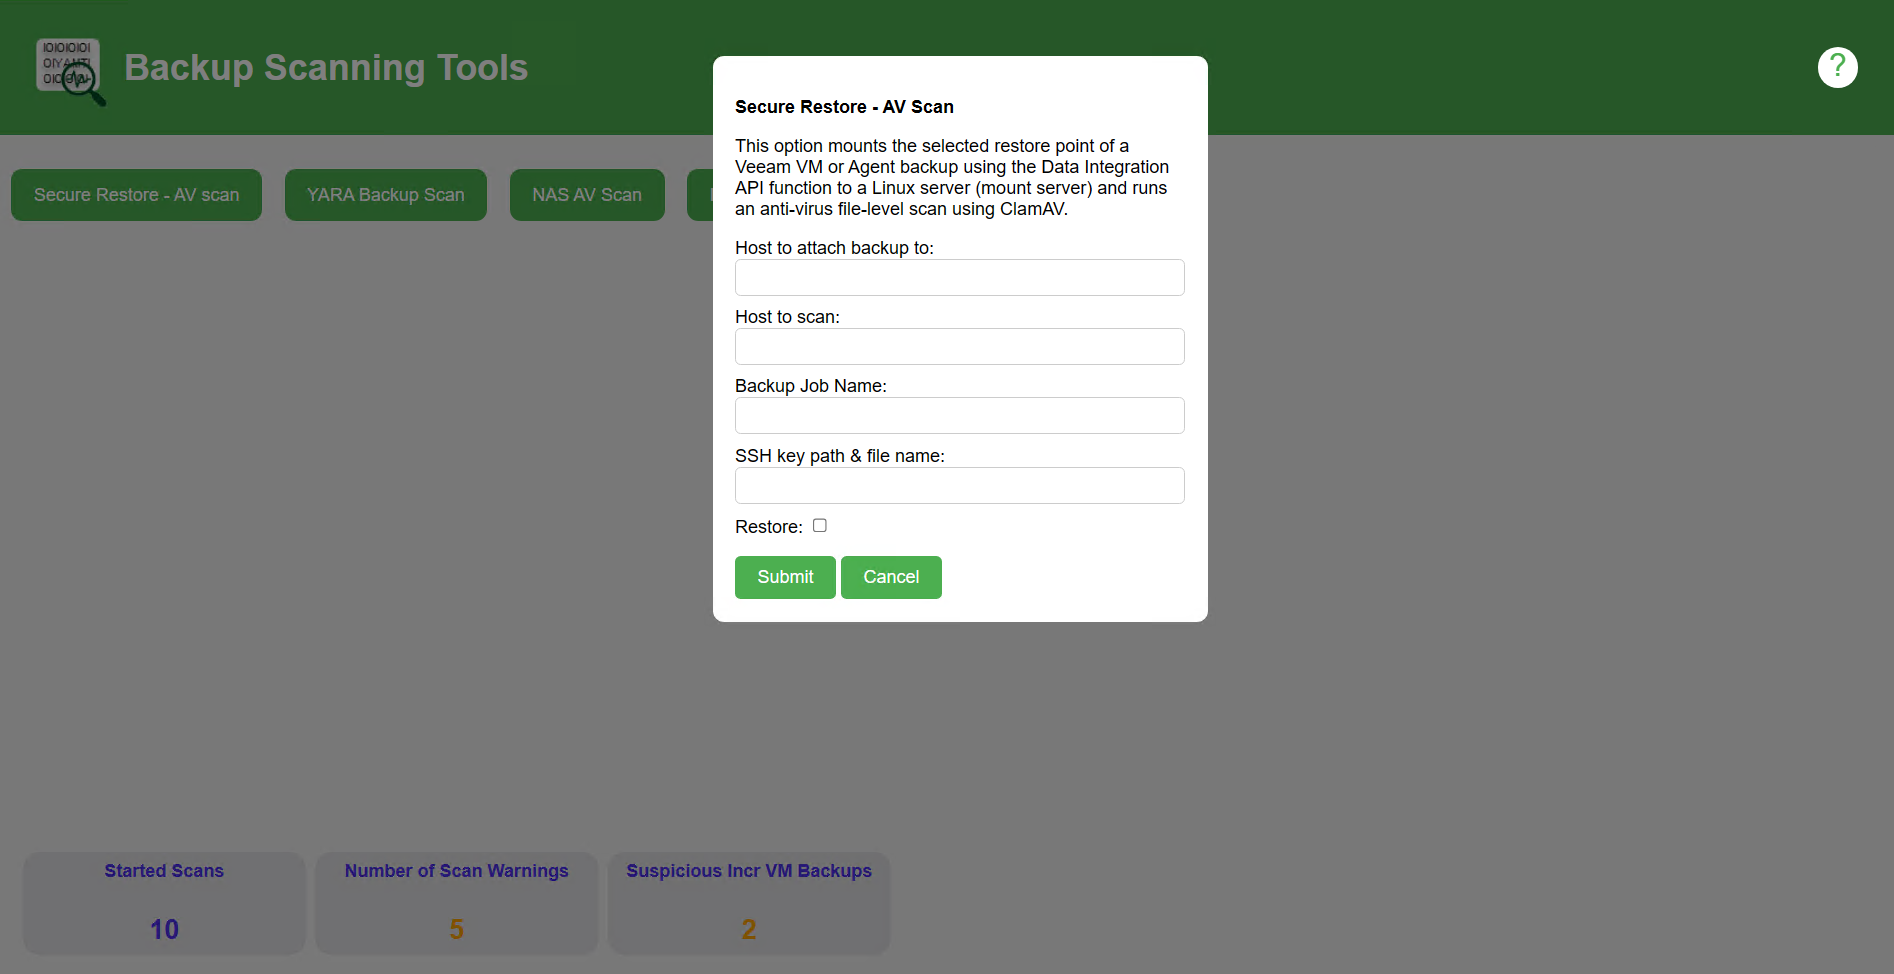 IOIOIOIOI
Backup Scanning Tools
?
Secure Restore - AV scan
YARA Backup Scan
NAS AV Scan
Secure Restore - AV Scan
This option mounts the selected restore point of a
Veeam VM or Agent backup using the Data Integration
API function to a Linux server (mount server) and runs
an anti-virus file-level scan using ClamAV.
Host to attach backup to:
Host to scan:
Backup Job Name:
SSH key path & file name:
Restore:
Submit
Cancel
Started Scans
10
Number of Scan Warnings
5
Suspicious Incr VM Backups
2